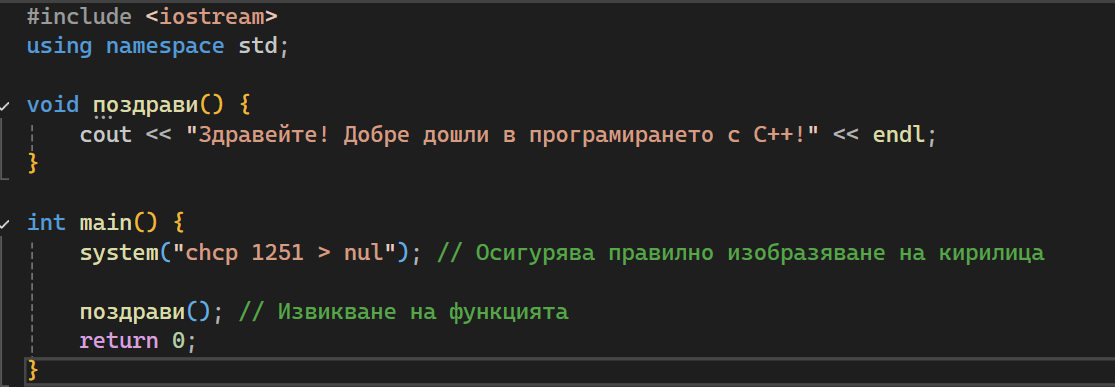 #include <iostream>
using namespace std;
void поздрави() {
cout << "Здравейте! Добре дошли в програмирането с C++!" << endl;
}
int main() {
system("chcp 1251 > nul"); // Осигурява правилно изобразяване на кирилица
поздрави(); // Извикване на функцията
return 0;
}